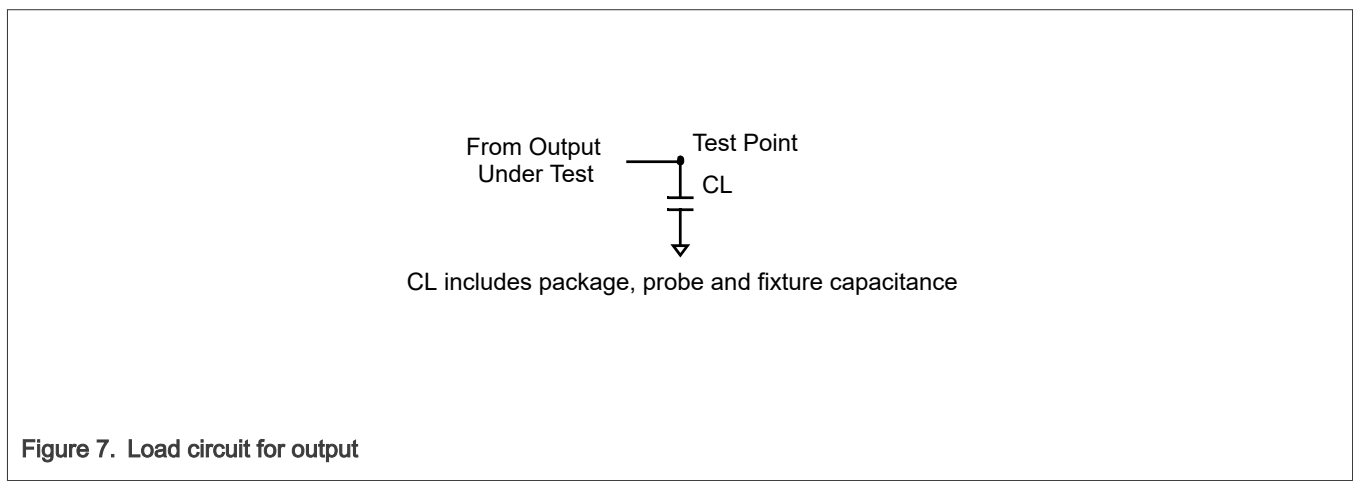 From Output
Under Test
Test Point
CL
CL includes package, probe and fixture capacitance
Figure 7. Load circuit for output